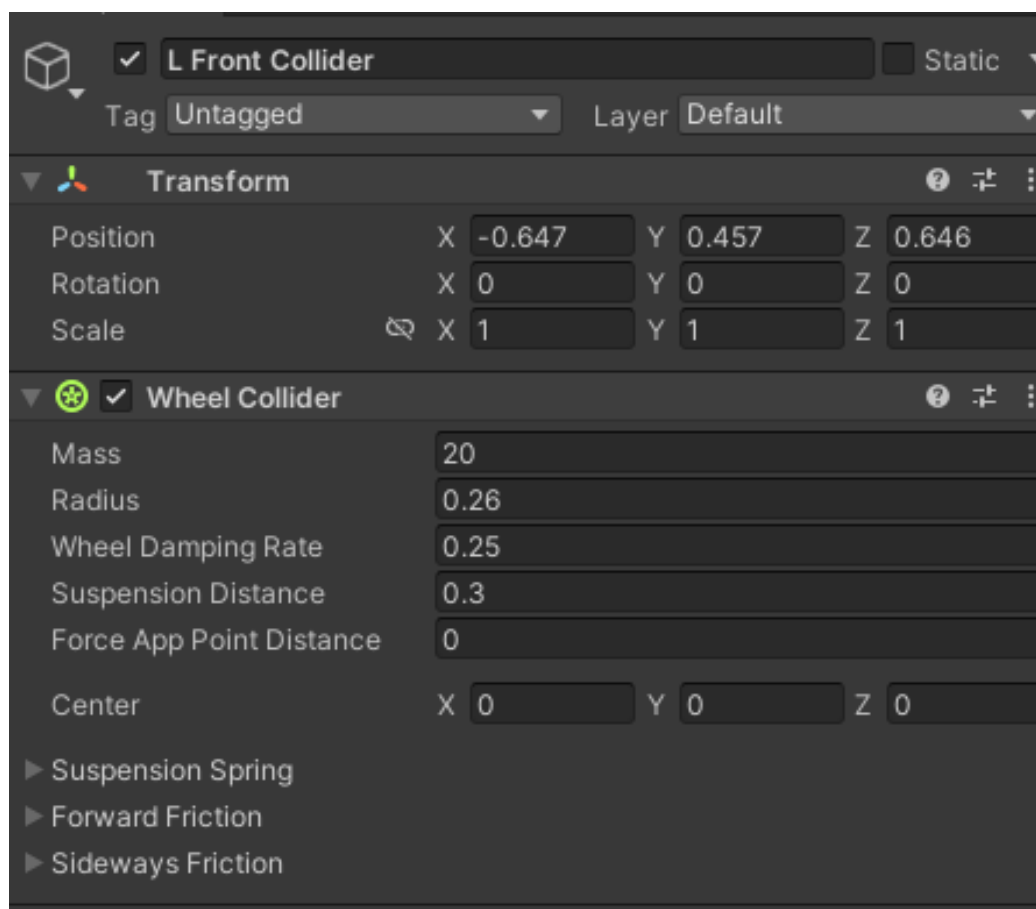 L Front Collider Static
Tag Untagged Layer Default
Transform
Position X -0.647 Y 0.457 Z 0.646
Rotation X 0 Y 0 Z 0
Scale X 1 Y 1 Z 1
Wheel Collider
Mass 20
Radius 0.26
Wheel Damping Rate 0.25
Suspension Distance 0.3
Force App Point Distance 0
Center X 0 Y 0 Z 0
Suspension Spring
Forward Friction
Sideways Friction